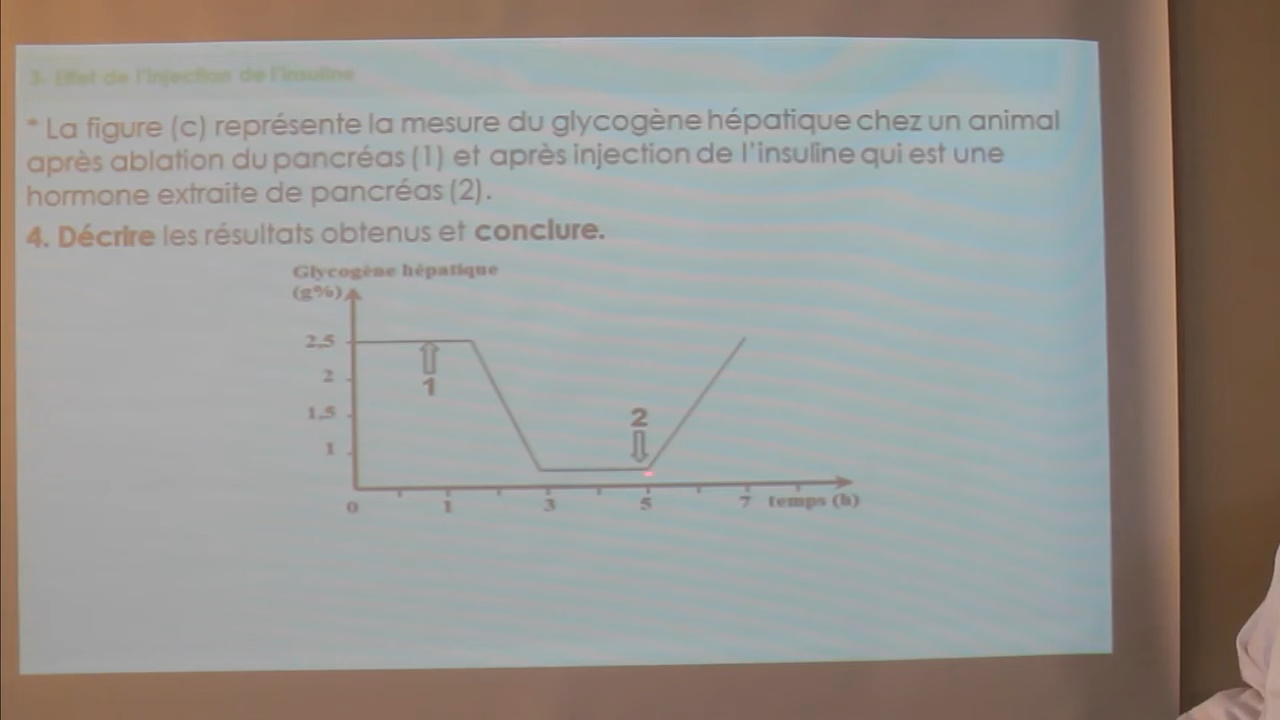 3- Effet de l'injection de l'insuline
* La figure (c) représente la mesure du glycogène hépatique chez un animal
après ablation du pancréas (1) et après injection de l'insuline qui est une
hormone extraite de pancréas (2).
4. Décrire les résultats obtenus et conclure.
Glycogène hépatique
(g%)
2,5
2
1,5
1
1
2
0 1 3 5 7 temps (h)